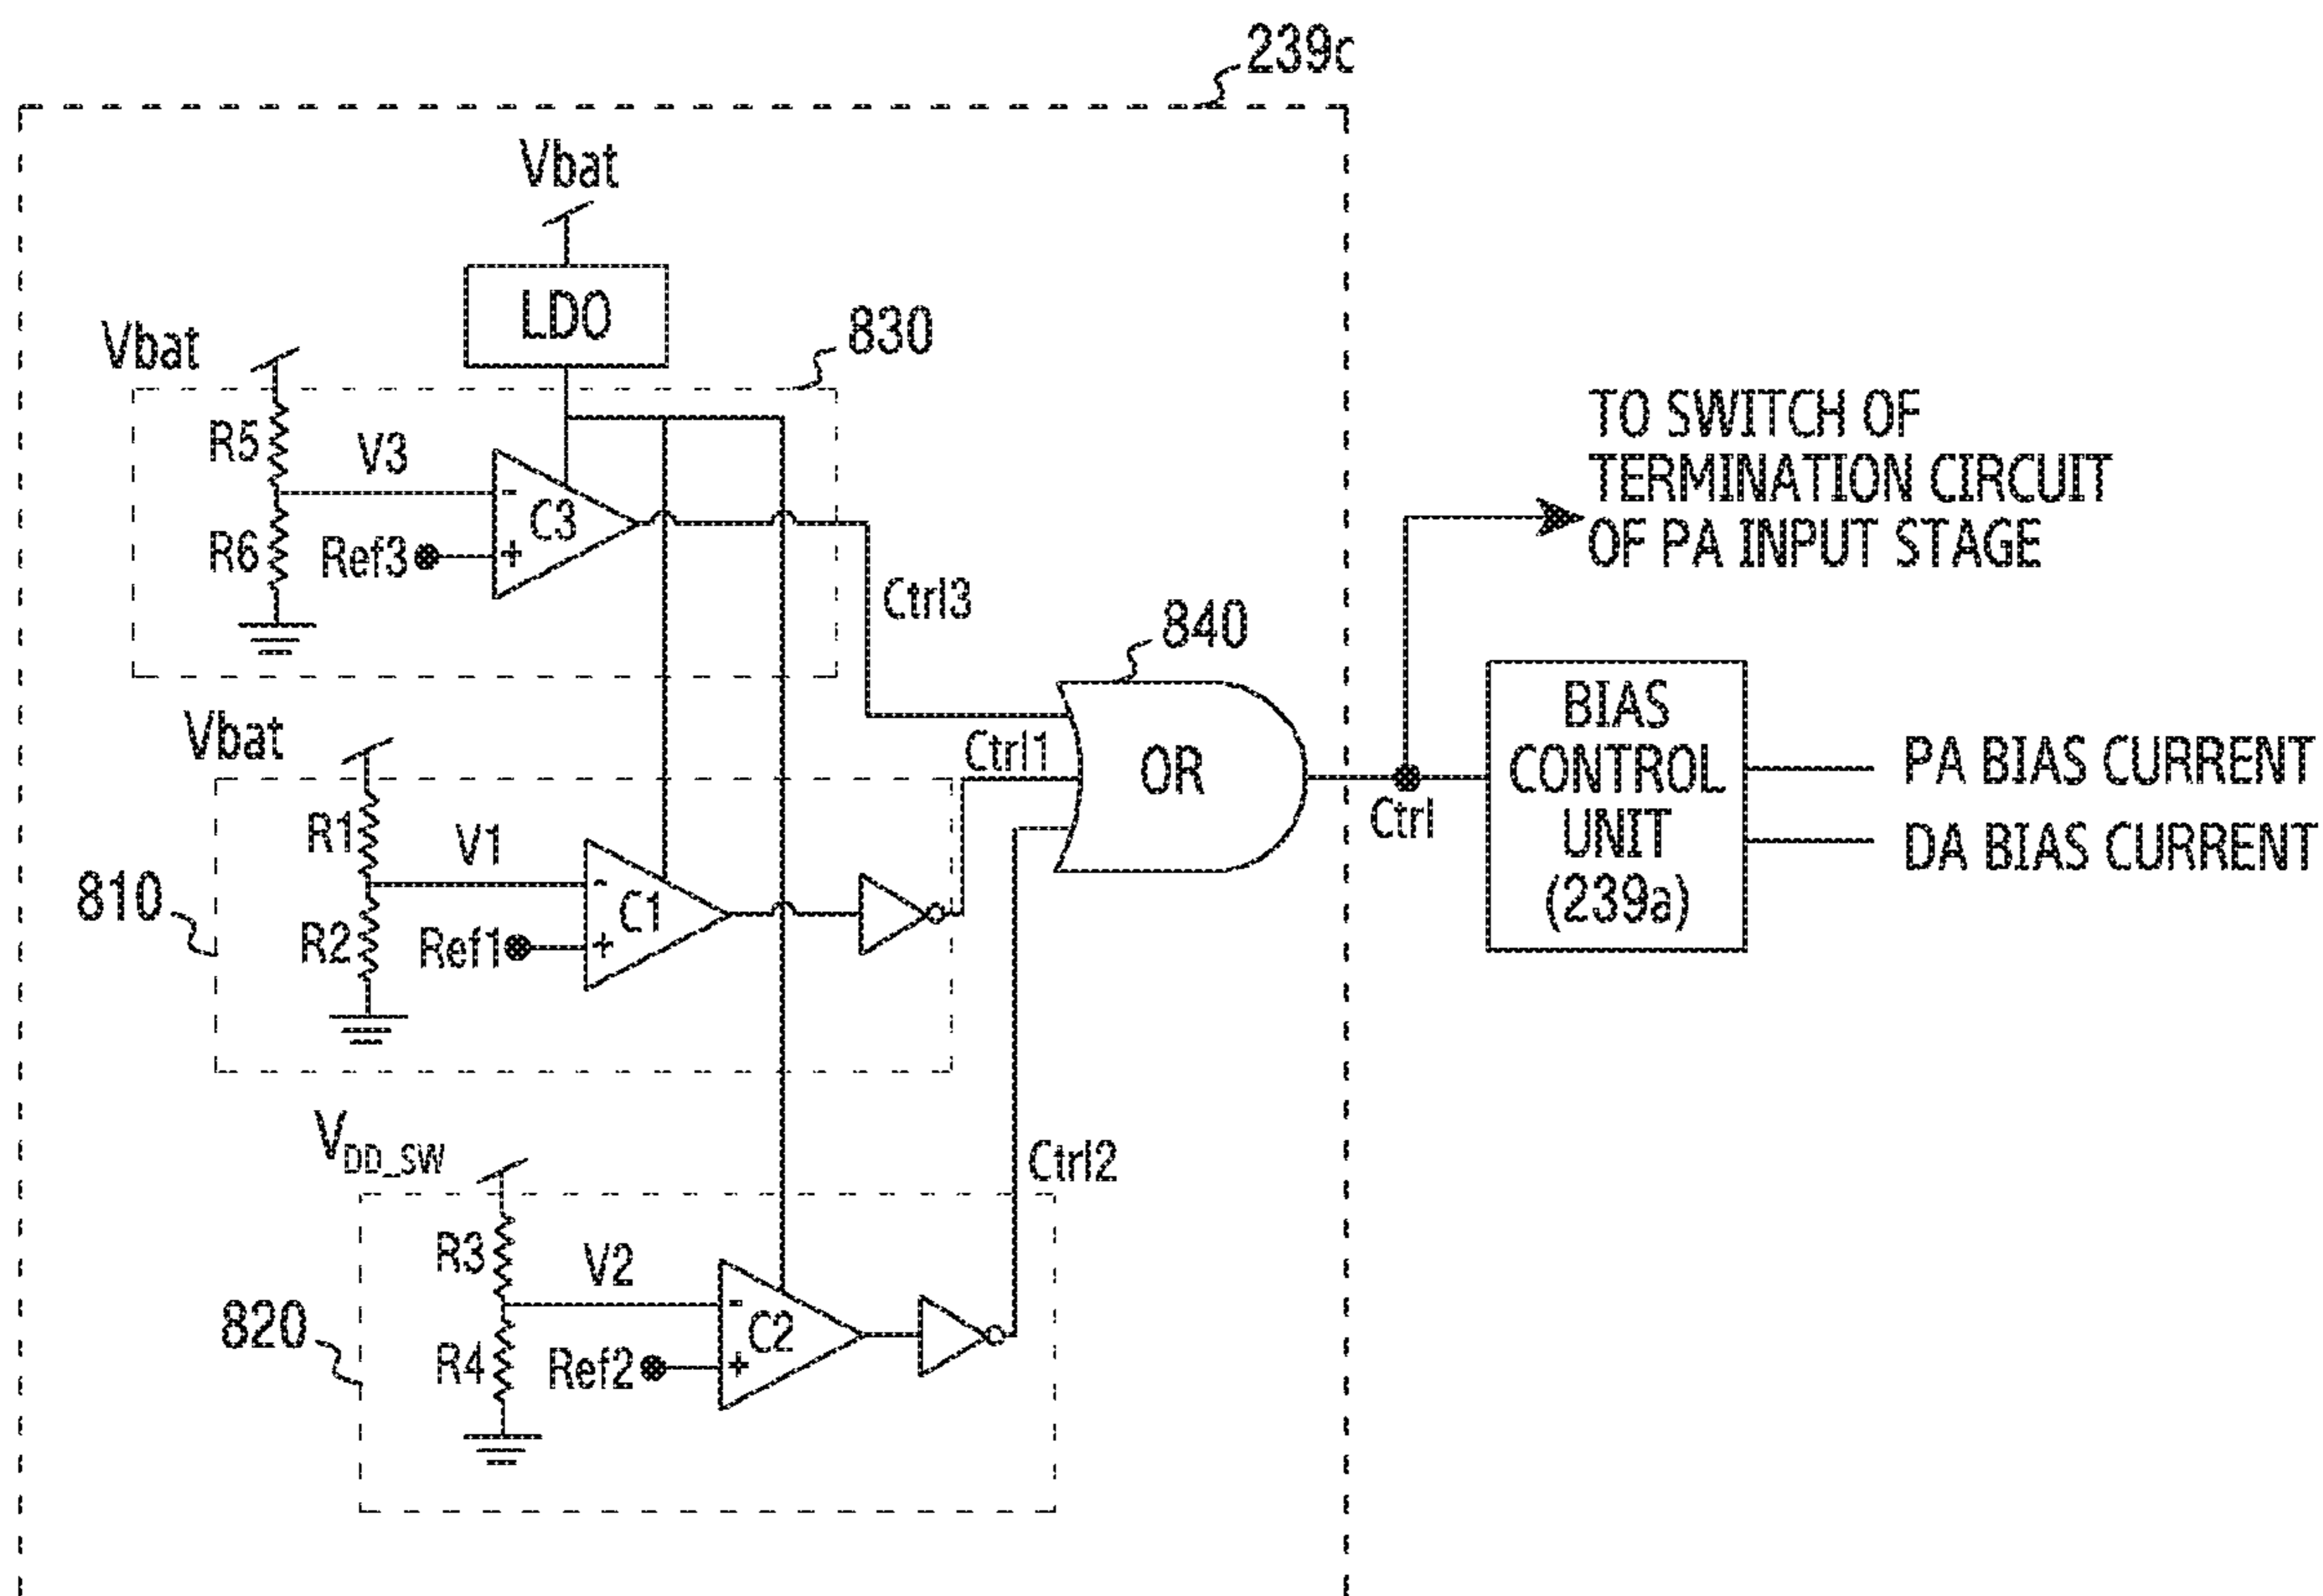 239c
Vbat
LDO
Vbat
830
R5
V3
-
C3
R6
Ref3
+
Ctrl3
TO SWITCH OF
TERMINATION CIRCUIT
OF PA INPUT STAGE
840
Vbat
Ctrl1
OR
BIAS
CONTROL
UNIT
(239a)
Ctrl
PA BIAS CURRENT
DA BIAS CURRENT
R1
V1
810
-
C1
R2
Ref1
+
VDD_SW
Ctrl2
R3
V2
820
-
C2
R4
Ref2
+